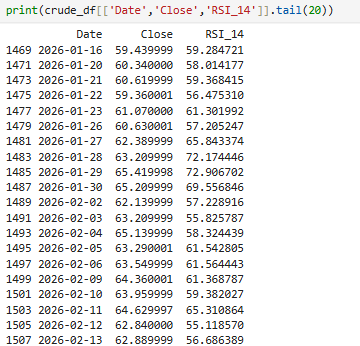 print(crude_df[['Date','Close','RSI_14']].tail(20))
Date Close RSI_14
1469 2026-01-16 59.439999 59.284721
1471 2026-01-20 60.340000 58.014177
1473 2026-01-21 60.619999 59.368415
1475 2026-01-22 59.360001 56.475310
1477 2026-01-23 61.070000 61.301992
1479 2026-01-26 60.630001 57.205247
1481 2026-01-27 62.389999 65.843374
1483 2026-01-28 63.209999 72.174446
1485 2026-01-29 65.419998 72.906702
1487 2026-01-30 65.209999 69.556846
1489 2026-02-02 62.139999 57.228916
1491 2026-02-03 63.209999 55.825787
1493 2026-02-04 65.139999 58.324439
1495 2026-02-05 63.290001 61.542805
1497 2026-02-06 63.549999 61.564443
1499 2026-02-09 64.360001 61.368787
1501 2026-02-10 63.959999 59.382027
1503 2026-02-11 64.629997 65.310864
1505 2026-02-12 62.840000 55.118570
1507 2026-02-13 62.889999 56.686389